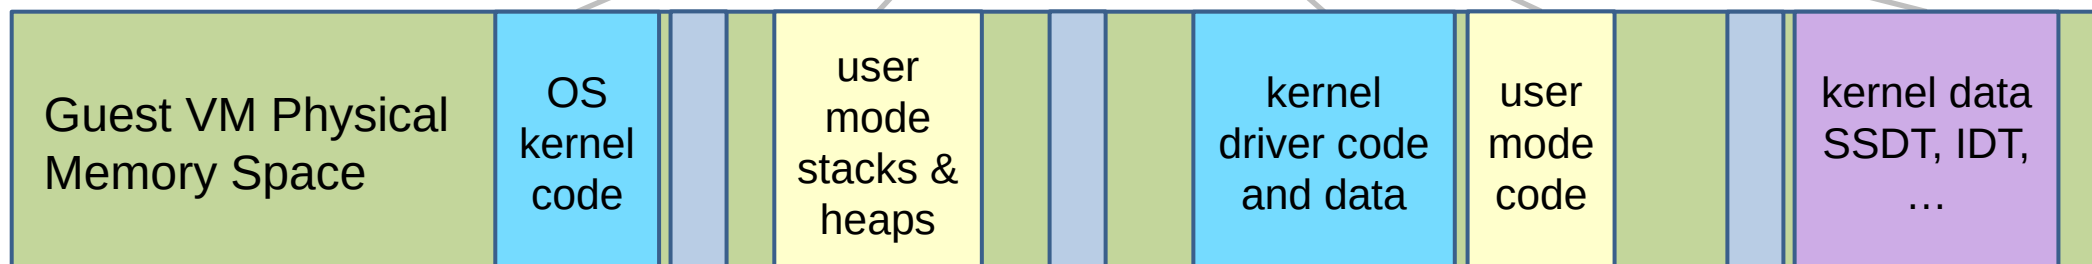 Guest VM Physical
Memory Space
OS
kernel
code
user
mode
stacks &
heaps
kernel
driver code
and data
user
mode
code
kernel data
SSDT, IDT,
…